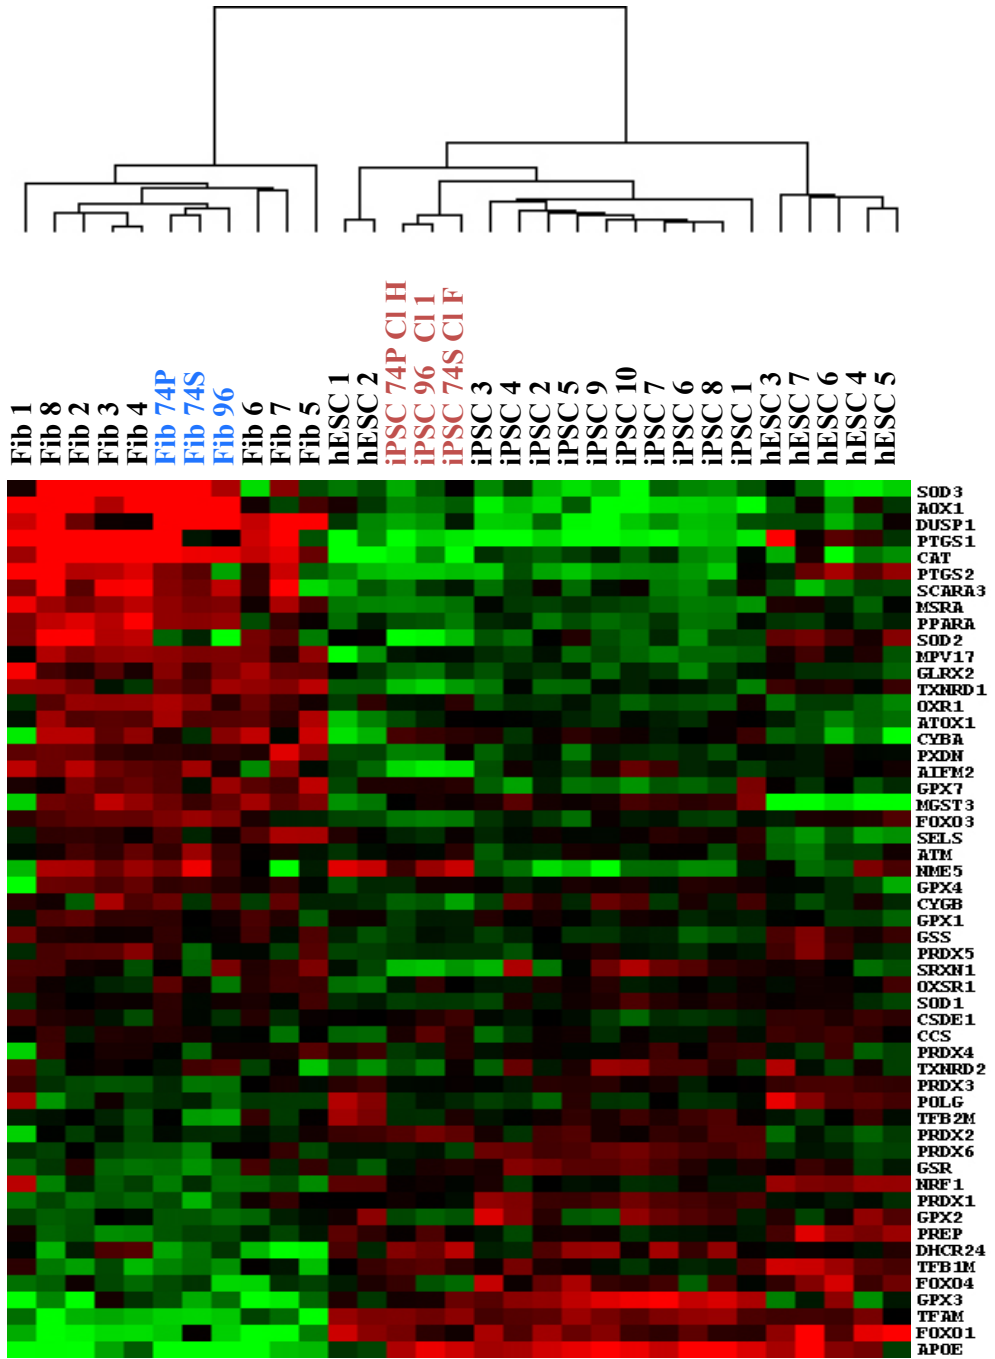 Fib 1
Fib 8
Fib 2
Fib 3
Fib 4
Fib 74P
Fib 74S
Fib 96
Fib 6
Fib 7
Fib 5
hESC 1
hESC 2
iPSC 74P Cl H
iPSC 96 Cl 1
iPSC 74S Cl F
iPSC 3
iPSC 4
iPSC 2
iPSC 5
iPSC 9
iPSC 10
iPSC 7
iPSC 6
iPSC 8
iPSC 1
hESC 3
hESC 7
hESC 6
hESC 4
hESC 5
SOD3
AOX1
DUSP1
PTGS1
CAT
PTGS2
SCARA3
MSRA
PPARA
SOD2
MPV17
GLRX2
TXNRD1
OXR1
ATOX1
CYBA
PXDN
AIFM2
GPX7
MGST3
FOXO3
SELS
ATM
NME5
GPX4
CYGB
GPX1
GSS
PRDX5
SRXN1
OXSR1
SOD1
CSDE1
CCS
PRDX4
TXNRD2
PRDX3
POLG
TFB2M
PRDX2
PRDX6
GSR
NRF1
PRDX1
GPX2
PREP
DHCR24
TFB1M
FOXO4
GPX3
TFAM
FOXO1
APOE